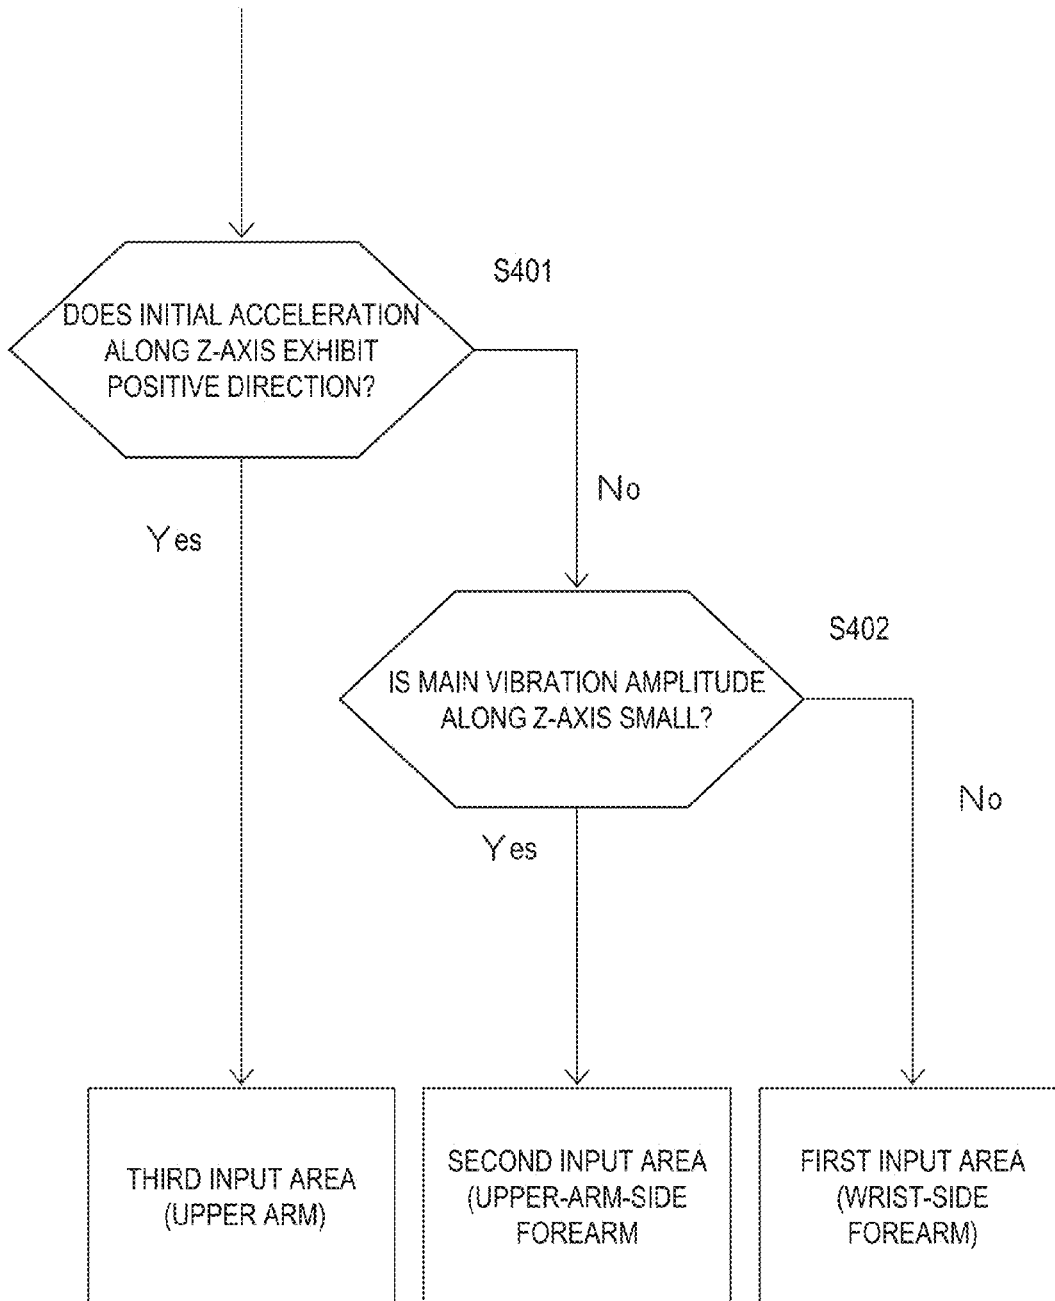 S401
DOES INITIAL ACCELERATION
ALONG Z-AXIS EXHIBIT
POSITIVE DIRECTION?
No
Yes
S402
IS MAIN VIBRATION AMPLITUDE
ALONG Z-AXIS SMALL?
No
Yes
THIRD INPUT AREA
(UPPER ARM)
SECOND INPUT AREA
(UPPER-ARM-SIDE
FOREARM
FIRST INPUT AREA
(WRIST-SIDE
FOREARM)